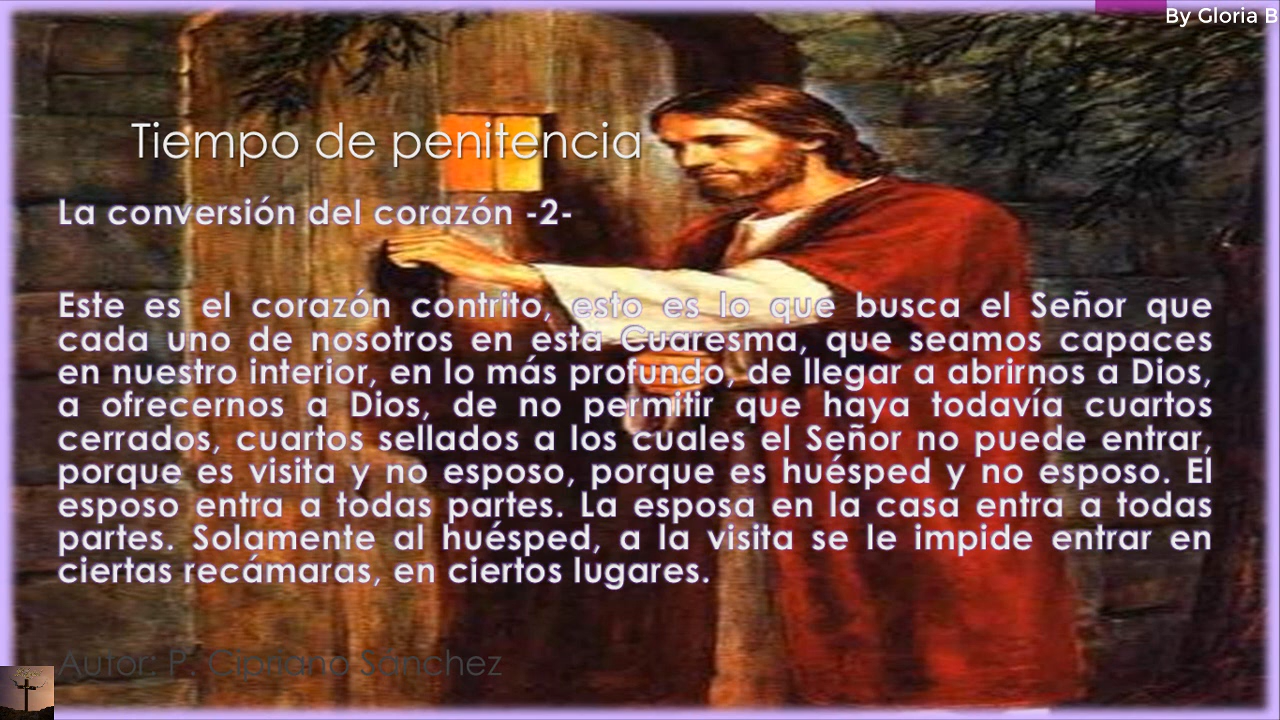 By Gloria B
Tiempo de penitencia
La conversión del corazón -2-
Este es el corazón contrito, esto es lo que busca el Señor que
cada uno de nosotros en esta Cuaresma, que seamos capaces
en nuestro interior, en lo más profundo, de llegar a abrirnos a Dios,
a ofrecernos a Dios, de no permitir que haya todavía cuartos
cerrados, cuartos sellados a los cuales el Señor no puede entrar,
porque es visita y no esposo, porque es huésped y no esposo. El
esposo entra a todas partes. La esposa en la casa entra a todas
partes. Solamente al huésped, a la visita se le impide entrar en
ciertas recámaras, en ciertos lugares.
Autor: P. Cipriano Sánchez